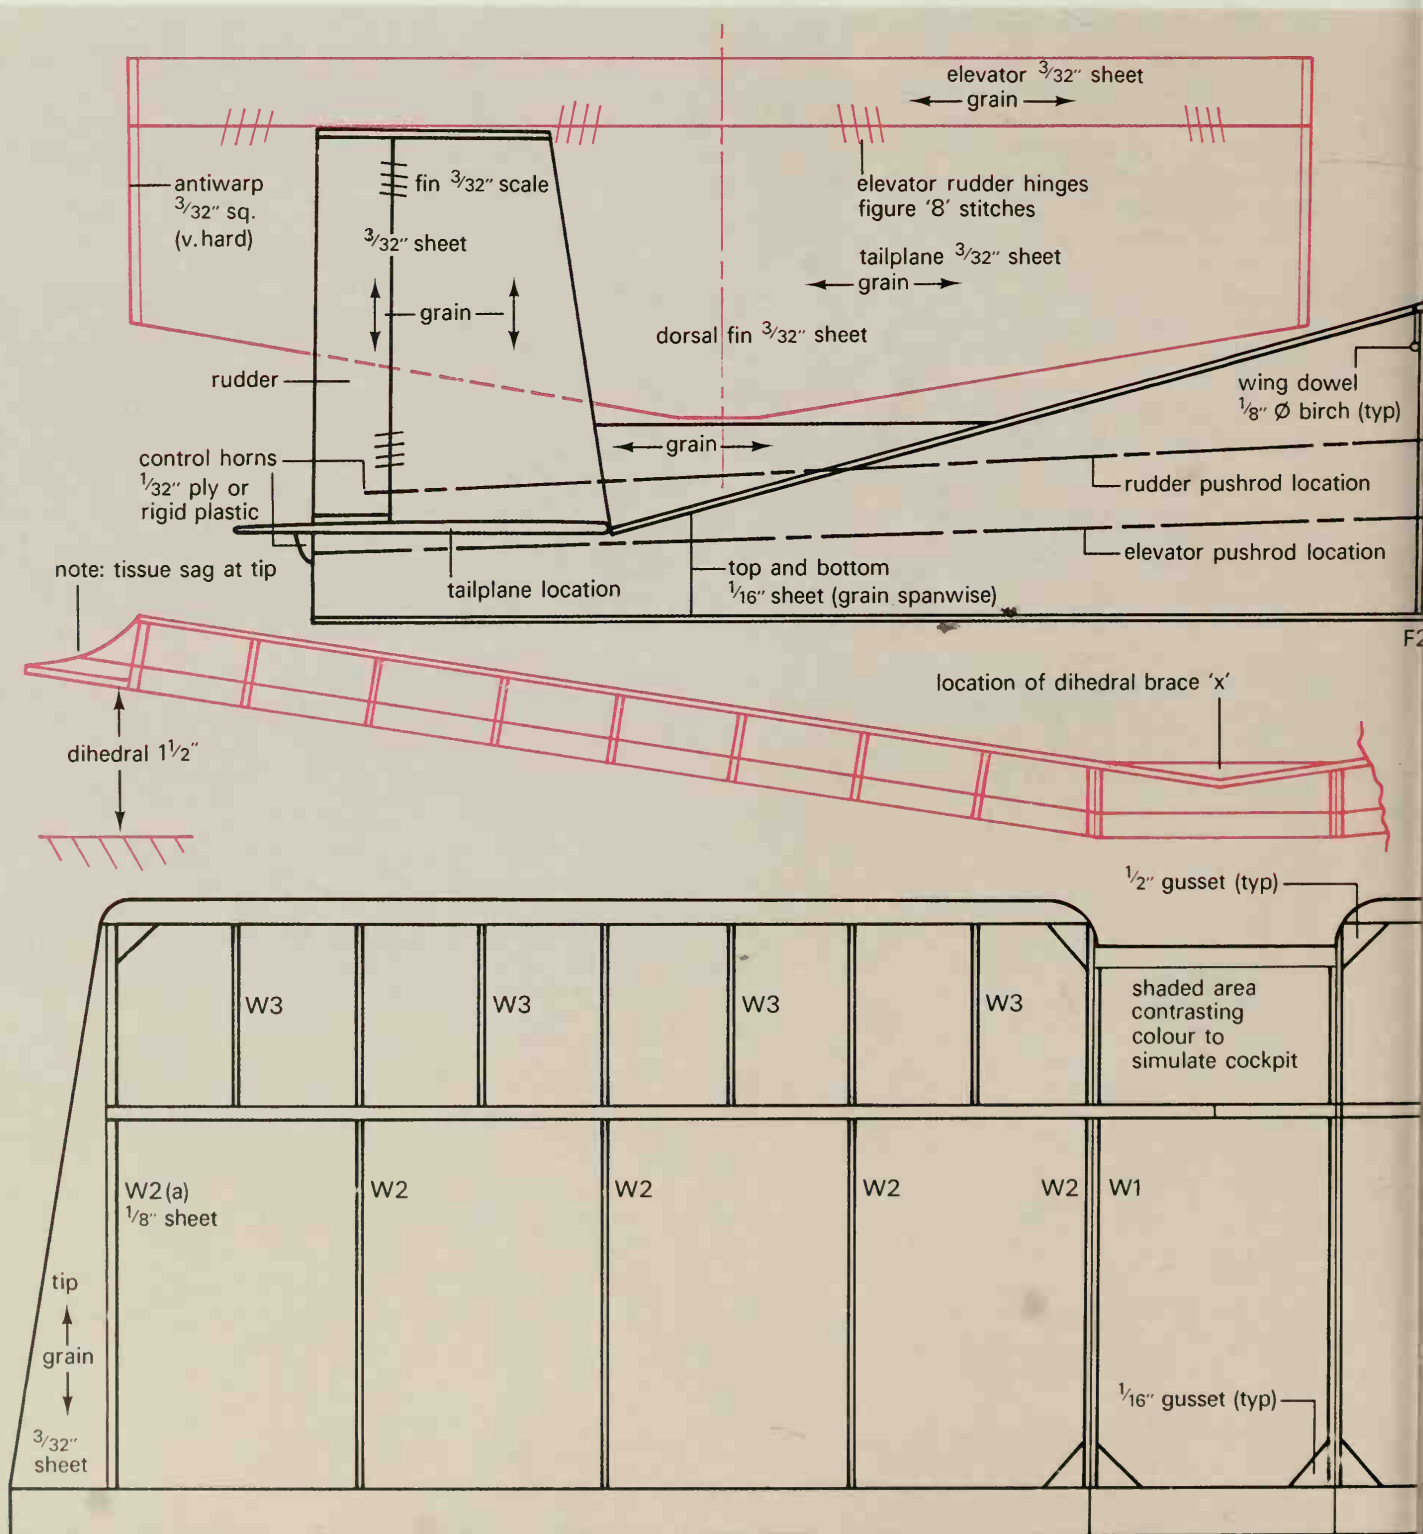 elevator 3/32" sheet
grain
antiwarp
3/32" sq.
(v. hard)
fin 3/32" scale
3/32" sheet
grain
rudder
elevator rudder hinges
figure '8' stitches
tailplane 3/32" sheet
grain
dorsal fin 3/32" sheet
wing dowel
1/8" Ø birch (typ)
grain
control horns
1/32" ply or
rigid plastic
rudder pushrod location
elevator pushrod location
note: tissue sag at tip
tailplane location
top and bottom
1/16" sheet (grain spanwise)
F2
location of dihedral brace 'x'
dihedral 1 1/2"
1/2" gusset (typ)
W3
W3
W3
W3
shaded area
contrasting
colour to
simulate cockpit
W2 (a)
1/8" sheet
W2
W2
W2
W2
W1
tip
grain
3/32"
sheet
1/16" gusset (typ)